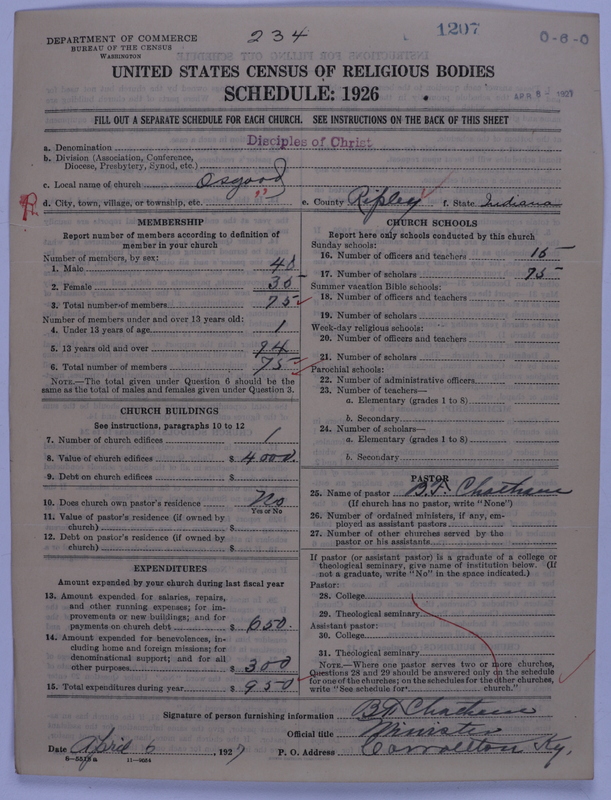 234
1207
0-6-0
DEPARTMENT OF COMMERCE
BUREAU OF THE CENSUS
WASHINGTON
UNITED STATES CENSUS OF RELIGIOUS BODIES
SCHEDULE: 1926
APR 8 - 1927
FILL OUT A SEPARATE SCHEDULE FOR EACH CHURCH. SEE INSTRUCTIONS ON THE BACK OF THIS SHEET
a. Denomination Disciples of Christ
b. Division (Association, Conference,
Diocese, Presbytery, Synod, etc.)
c. Local name of church Osgood
R d. City, town, village, or township, etc. " e. County Ripley f. State Indiana
MEMBERSHIP
Report number of members according to definition of
member in your church
Number of members, by sex:
1. Male 40
2. Female 35
3. Total number of members 75
Number of members under and over 13 years old:
4. Under 13 years of age 1
5. 13 years old and over 74
6. Total number of members 75
NOTE.—The total given under Question 6 should be the
same as the total of males and females given under Question 3.
CHURCH BUILDINGS
See instructions, paragraphs 10 to 12
7. Number of church edifices 1
8. Value of church edifices $ 4000.
9. Debt on church edifices $
10. Does church own pastor's residence No
Yes or No
11. Value of pastor's residence (if owned by
church) $
12. Debt on pastor's residence (if owned by
church) $
EXPENDITURES
Amount expended by your church during last fiscal year
13. Amount expended for salaries, repairs,
and other running expenses; for im-
provements or new buildings; and for
payments on church debt $ 650.
14. Amount expended for benevolences, in-
cluding home and foreign missions; for
denominational support; and for all
other purposes $ 300
15. Total expenditures during year $ 950
CHURCH SCHOOLS
Report here only schools conducted by this church
Sunday schools:
16. Number of officers and teachers 15
17. Number of scholars 75
Summer vacation Bible schools:
18. Number of officers and teachers
19. Number of scholars
Week-day religious schools:
20. Number of officers and teachers
21. Number of scholars
Parochial schools:
22. Number of administrative officers
23. Number of teachers—
a. Elementary (grades 1 to 8)
b. Secondary
24. Number of scholars—
a. Elementary (grades 1 to 8)
b. Secondary
PASTOR
25. Name of pastor B.F. Chatham
(If church has no pastor, write "None")
26. Number of ordained ministers, if any, em-
ployed as assistant pastors
27. Number of other churches served by the
pastor or his assistants
If pastor (or assistant pastor) is a graduate of a college or
theological seminary, give name of institution below. (If
not a graduate, write "No" in the space indicated.)
Pastor:
28. College
29. Theological seminary
Assistant pastor:
30. College
31. Theological seminary
NOTE.—Where one pastor serves two or more churches,
Questions 28 and 29 should be answered only on the schedule
for one of the churches; on the schedules for the other churches,
write "See schedule for church."
Signature of person furnishing information B F Chatham
Official title Minister
Date April 6, 1927 P. O. Address Carrollton Ky.
8-5518 a 11-9054